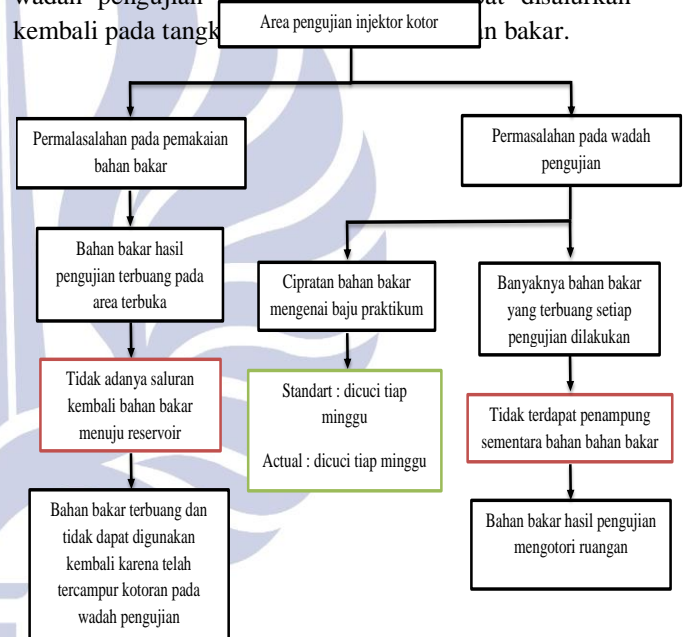 wadah pengujian disalurkan
kembali pada bakar.
Area pengujian injektor kotor
Permalasalahan pada pemakaian
bahan bakar
Permasalahan pada wadah
pengujian
Bahan bakar hasil
pengujian terbuang pada
area terbuka
Cipratan bahan bakar
mengenai baju praktikum
Banyaknya bahan bakar
yang terbuang setiap
pengujian dilakukan
Tidak adanya saluran
kembali bahan bakar
menuju reservoir
Standart : dicuci tiap
minggu
Actual : dicuci tiap minggu
Tidak terdapat penampung
sementara bahan bahan bakar
Bahan bakar terbuang dan
tidak dapat digunakan
kembali karena telah
tercampur kotoran pada
wadah pengujian
Bahan bakar hasil pengujian
mengotori ruangan